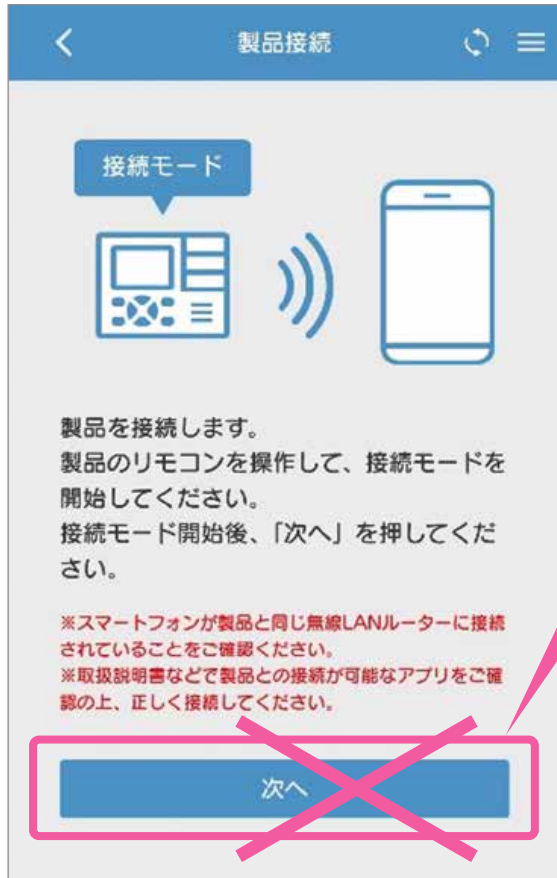 製品接続
接続モード
製品を接続します。
製品のリモコンを操作して、接続モードを
開始してください。
接続モード開始後、「次へ」を押してくだ
さい。
※スマートフォンが製品と同じ無線LANルーターに接続
されていることをご確認ください。
※取扱説明書などで製品との接続が可能なアプリをご確
認の上、正しく接続してください。
次へ